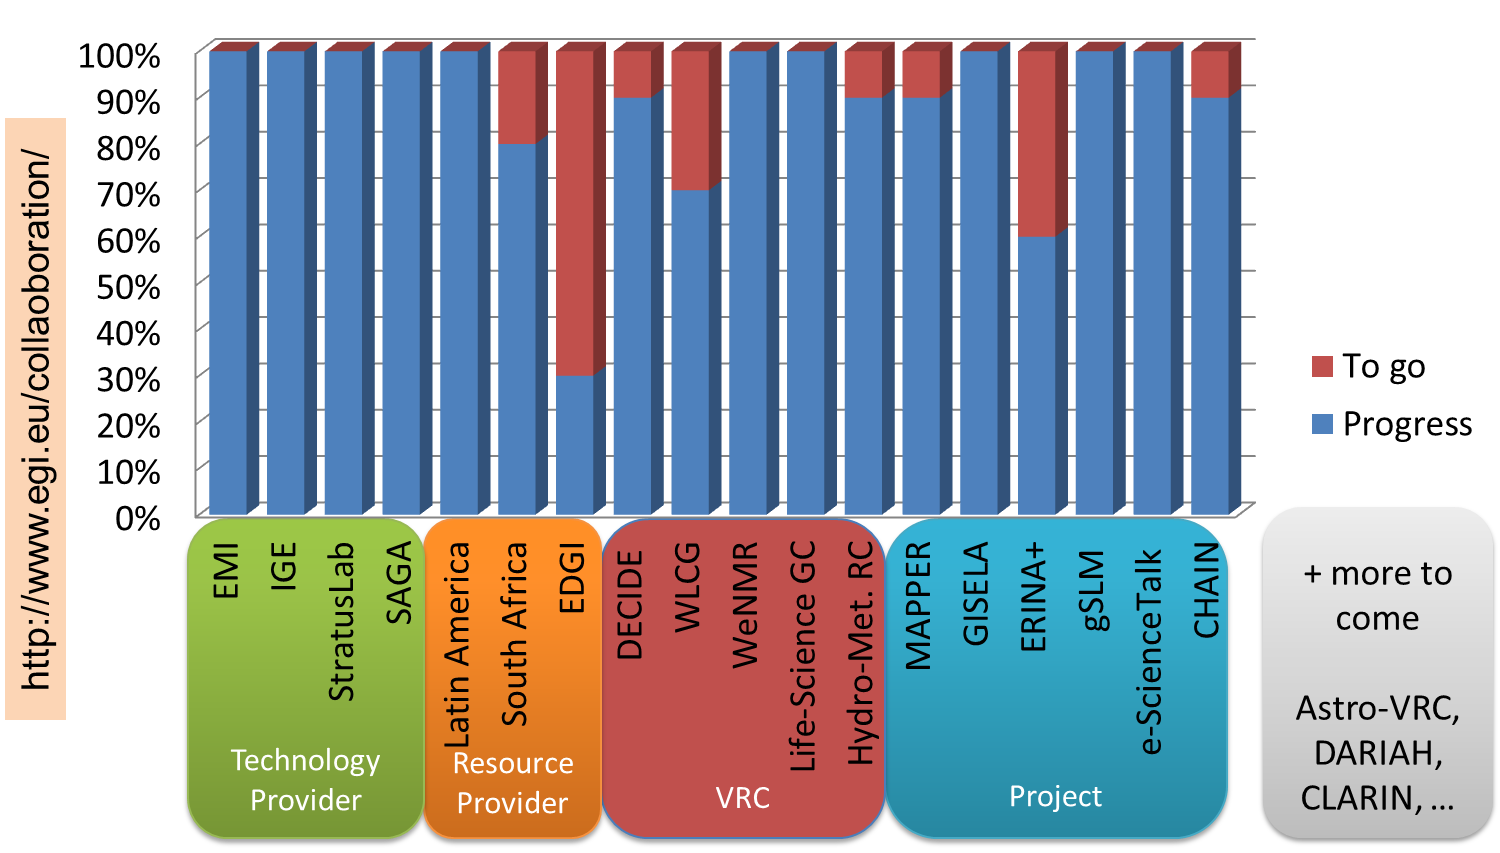 http://www.egi.eu/collaoboration/
100%
90%
80%
70%
60%
50%
40%
30%
20%
10%
0%
EMI
IGE
StratusLab
SAGA
Latin America
South Africa
EDGI
DECIDE
WLCG
WeNMR
Life-Science GC
Hydro-Met. RC
MAPPER
GISELA
ERINA+
gSLM
e-ScienceTalk
CHAIN
Technology
Provider
Resource
Provider
VRC
Project
To go
Progress
+ more to
come
Astro-VRC,
DARIAH,
CLARIN, ...